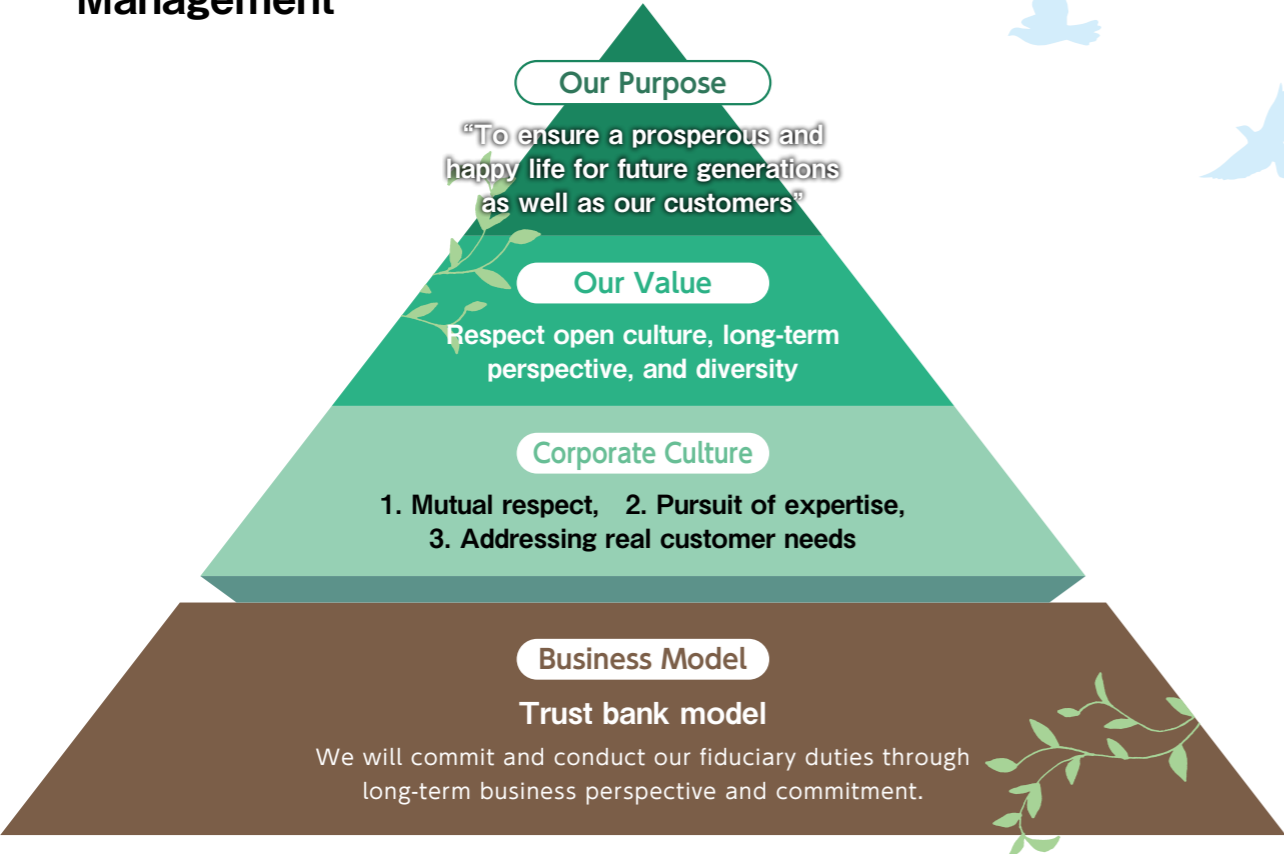 Management
Our Purpose
“To ensure a prosperous and
happy life for future generations
as well as our customers”
Our Value
Respect open culture, long-term
perspective, and diversity
Corporate Culture
1. Mutual respect, 2. Pursuit of expertise,
3. Addressing real customer needs
Business Model
Trust bank model
We will commit and conduct our fiduciary duties through
long-term business perspective and commitment.